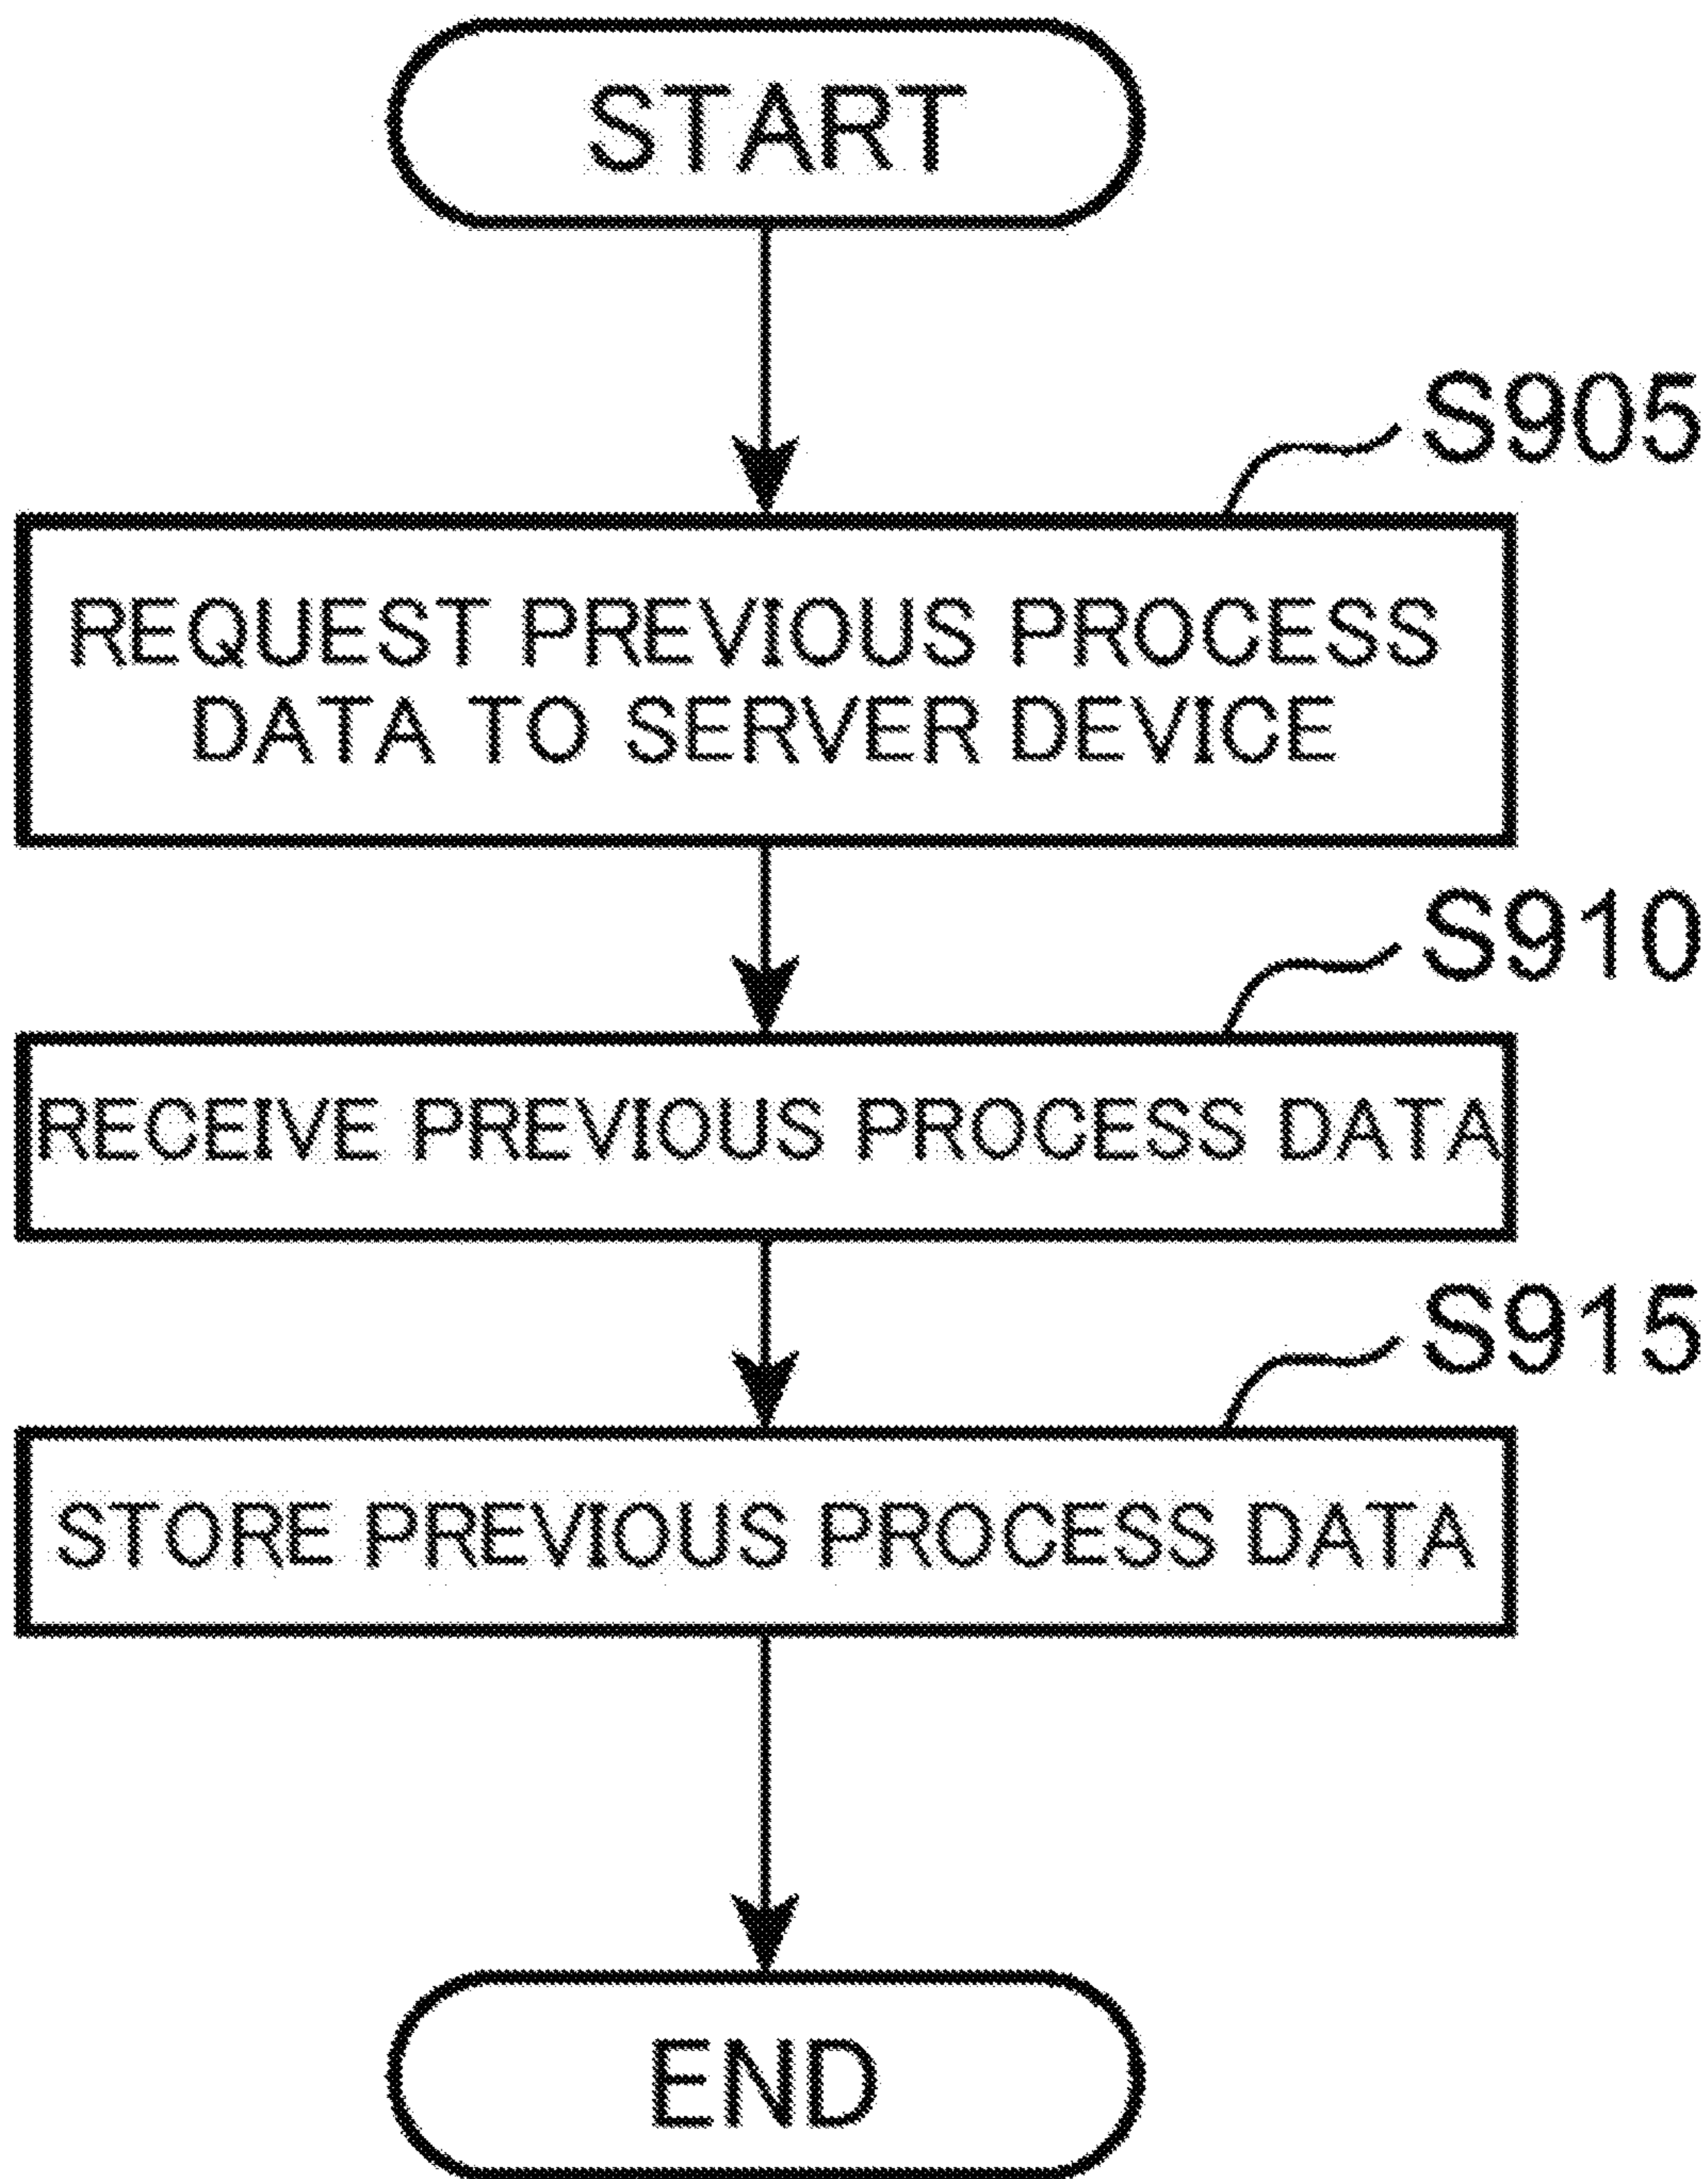 START
S905
REQUEST PREVIOUS PROCESS
DATA TO SERVER DEVICE
S910
RECEIVE PREVIOUS PROCESS DATA
S915
STORE PREVIOUS PROCESS DATA
END